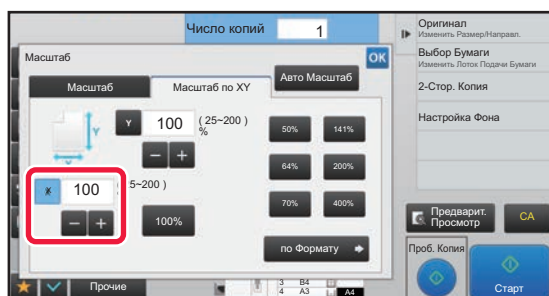 Число копий 1
Масштаб
OK
Масштаб
Масштаб по XY
Авто Масштаб
Y 100 (25~200) %
50% 141%
64% 200%
70% 400%
X 100 5~200 )
100%
по Формату
Оригинал
Изменить Размер/Направл.
Выбор Бумаги
Изменить Лоток Подачи Бумаги
2-Стор. Копия
Настройка Фона
Предварит.
Просмотр
CA
Проб. Копия
Старт
Прочие
3 B4
4 A3
A4